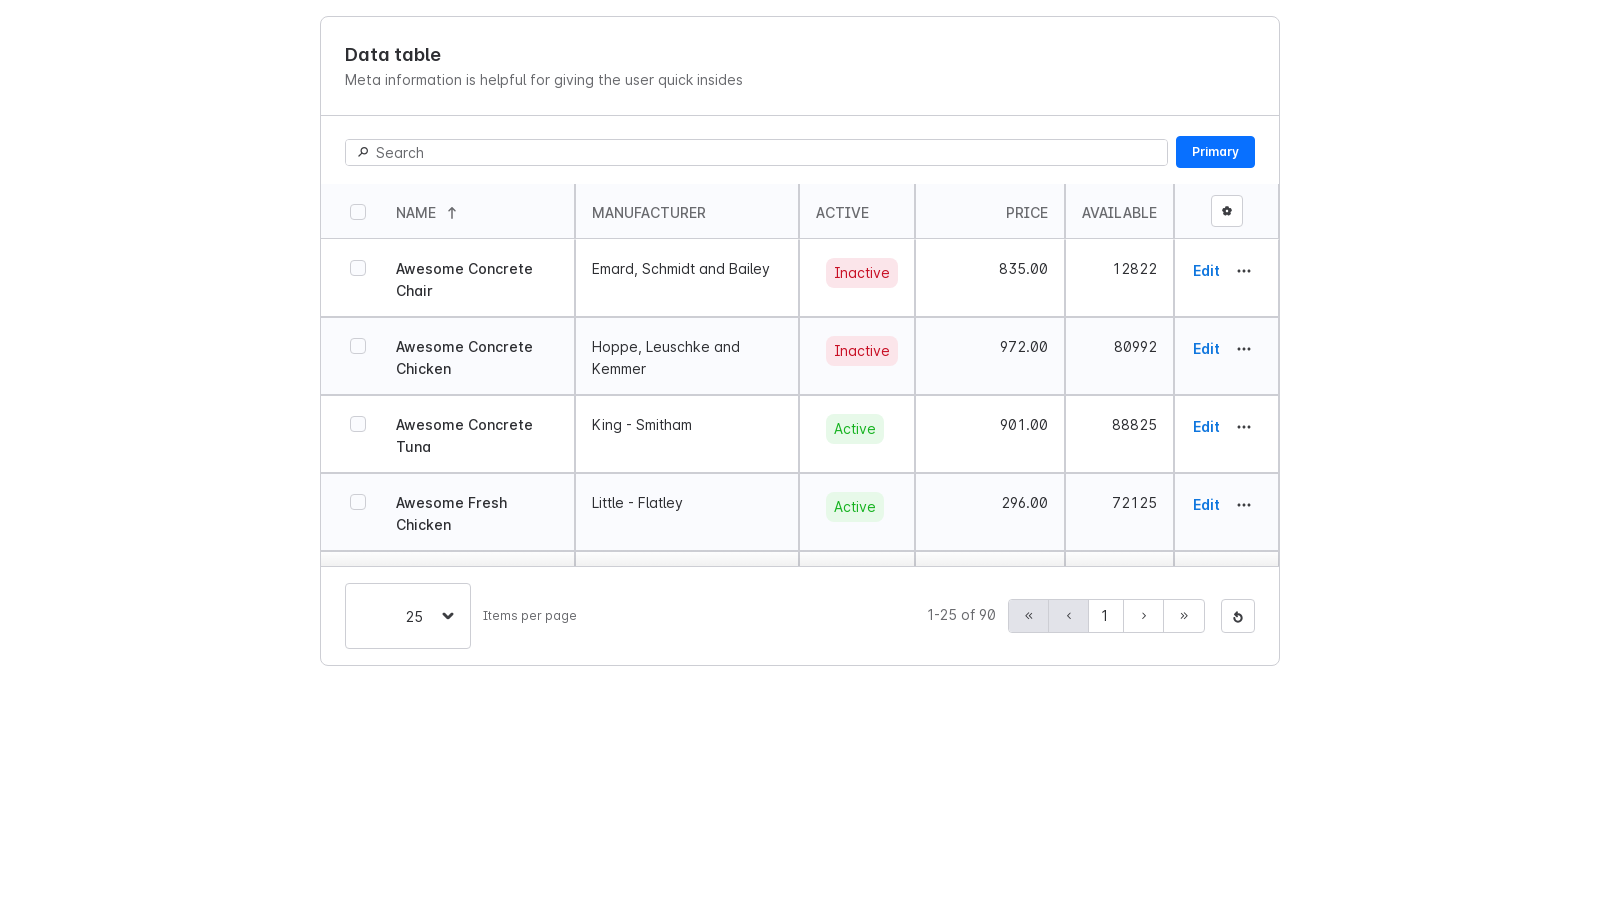 Data table
Meta information is helpful for giving the user quick insides
Search
Primary
NAME MANUFACTURER ACTIVE PRICE AVAILABLE
Awesome Concrete Chair Emard, Schmidt and Bailey Inactive 835.00 12822 Edit
Awesome Concrete Chicken Hoppe, Leuschke and Kemmer Inactive 972.00 80992 Edit
Awesome Concrete Tuna King - Smitham Active 901.00 88825 Edit
Awesome Fresh Chicken Little - Flatley Active 296.00 72125 Edit
25 Items per page 1-25 of 90 « ‹ 1 › »